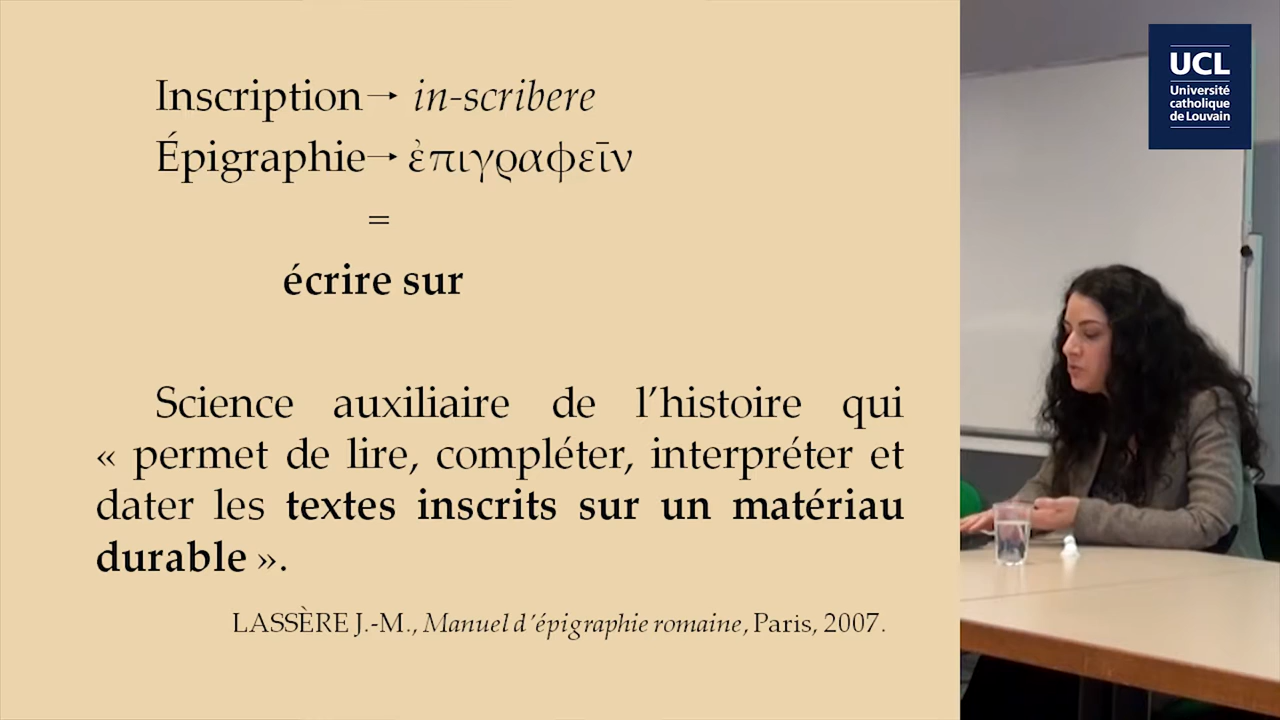 Inscription→ in-scribere
Épigraphie→ ἐπιγραφεῖν
=
écrire sur
Science auxiliaire de l’histoire qui
« permet de lire, compléter, interpréter et
dater les textes inscrits sur un matériau
durable ».
LASSÈRE J.-M., Manuel d’épigraphie romaine, Paris, 2007.
UCL
Université
catholique
de Louvain